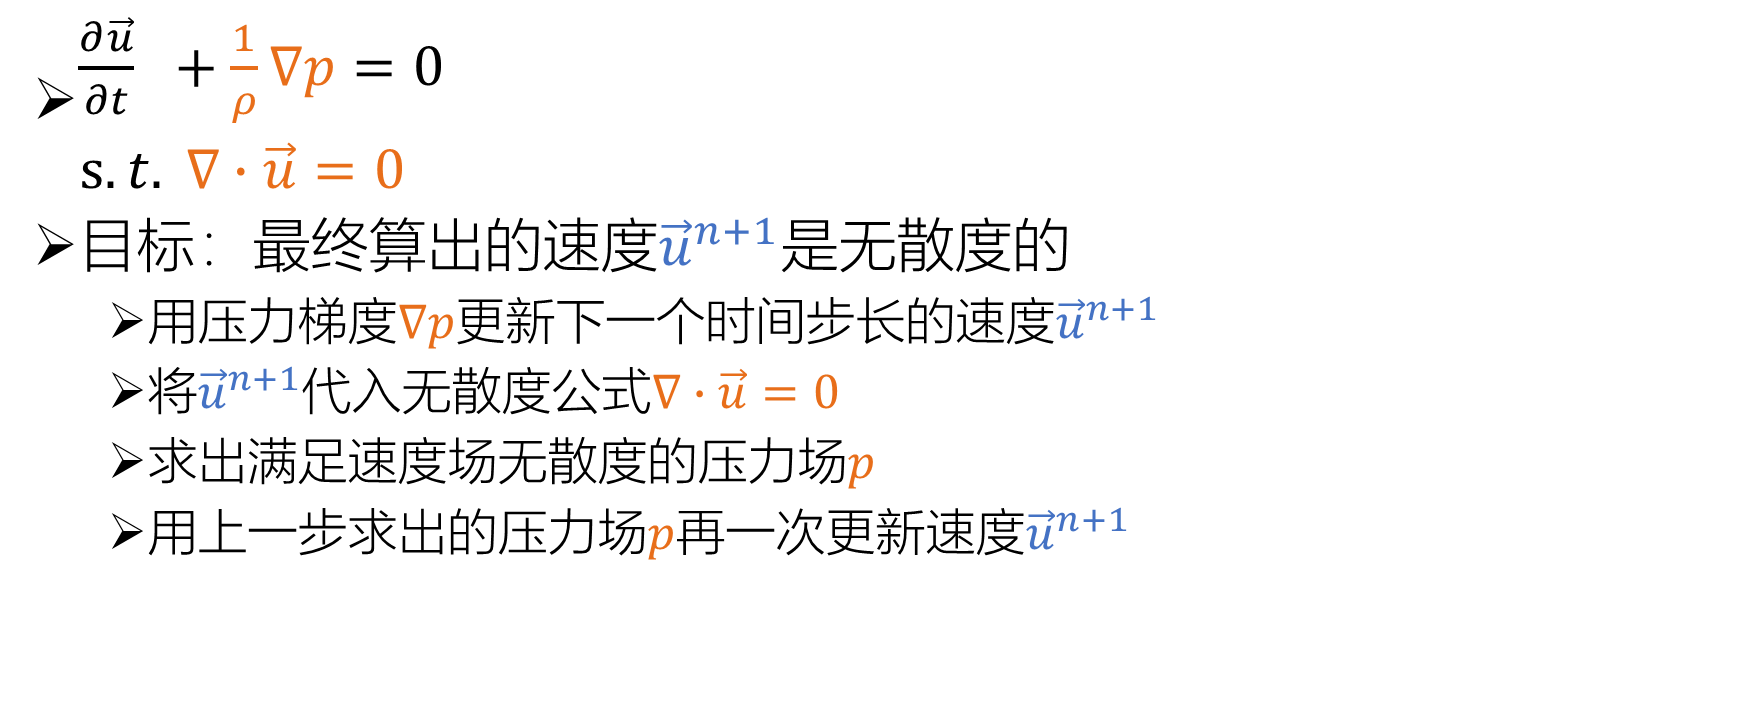 ➢ ∂u⃗/∂t + 1/ρ ∇p = 0
s.t. ∇ · u⃗ = 0
➢目标：最终算出的速度u⃗ⁿ⁺¹是无散度的
➢用压力梯度∇p更新下一个时间步长的速度u⃗ⁿ⁺¹
➢将u⃗ⁿ⁺¹代入无散度公式∇ · u⃗ = 0
➢求出满足速度场无散度的压力场p
➢用上一步求出的压力场p再一次更新速度u⃗ⁿ⁺¹